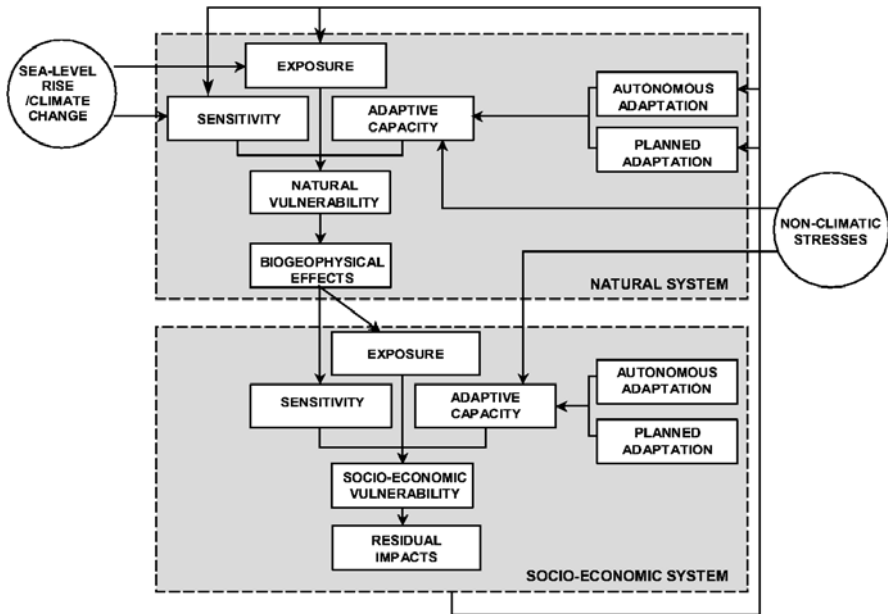 SEA-LEVEL
RISE
/CLIMATE
CHANGE
EXPOSURE
SENSITIVITY
ADAPTIVE
CAPACITY
AUTONOMOUS
ADAPTATION
PLANNED
ADAPTATION
NATURAL
VULNERABILITY
BIOGEOPHYSICAL
EFFECTS
NATURAL SYSTEM
NON-CLIMATIC
STRESSES
EXPOSURE
SENSITIVITY
ADAPTIVE
CAPACITY
AUTONOMOUS
ADAPTATION
PLANNED
ADAPTATION
SOCIO-ECONOMIC
VULNERABILITY
RESIDUAL
IMPACTS
SOCIO-ECONOMIC SYSTEM